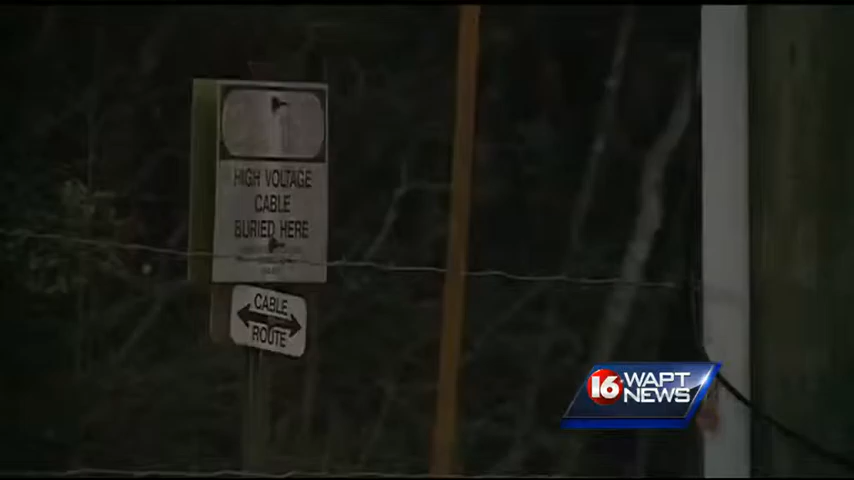 HIGH VOLTAGE
CABLE
BURIED HERE
CABLE
ROUTE
16 WAPT
NEWS